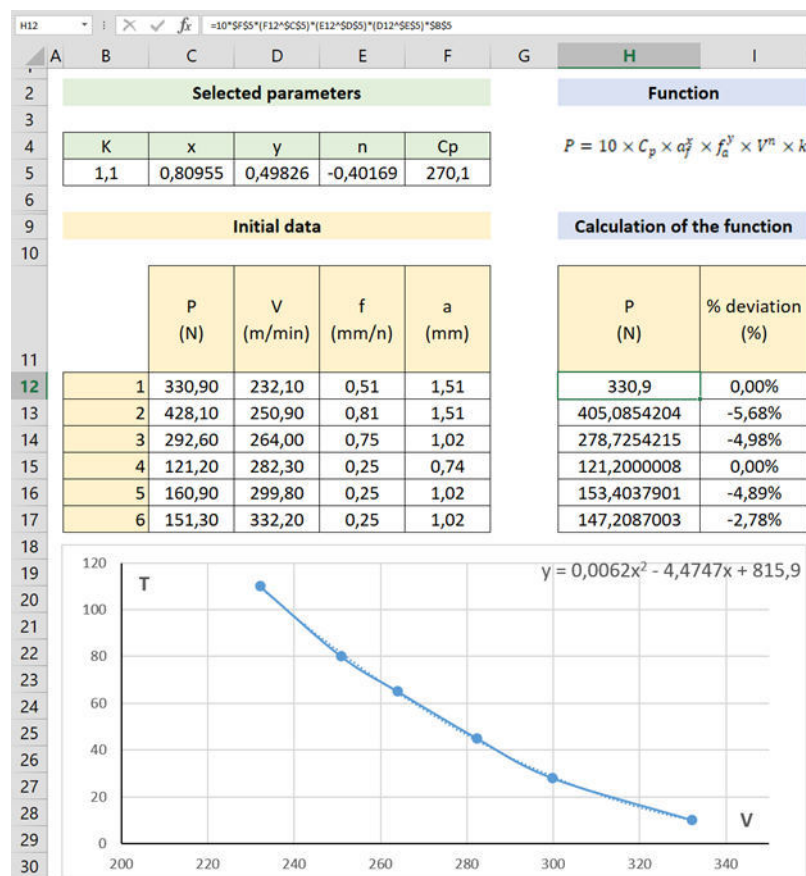 H12 fx =10*$F$5*(F12^$C$5)*(E12^$D$5)*(D12^$E$5)*$B$5
A B C D E F G H I
2 Selected parameters Function
3
4 K x y n Cp P = 10 × C_p × a_f^x × f_a^y × V^n × k
5 1,1 0,80955 0,49826 -0,40169 270,1
6
9 Initial data Calculation of the function
10
P V f a P % deviation
(N) (m/min) (mm/n) (mm) (N) (%)
11
12 1 330,90 232,10 0,51 1,51 330,9 0,00%
13 2 428,10 250,90 0,81 1,51 405,0854204 -5,68%
14 3 292,60 264,00 0,75 1,02 278,7254215 -4,98%
15 4 121,20 282,30 0,25 0,74 121,2000008 0,00%
16 5 160,90 299,80 0,25 1,02 153,4037901 -4,89%
17 6 151,30 332,20 0,25 1,02 147,2087003 -2,78%
18
19 120 y = 0,0062x² - 4,4747x + 815,9
T
20
21 100
22
23 80
24 60
25
26 40
27
28 20 V
29 0
30 200 220 240 260 280 300 320 340